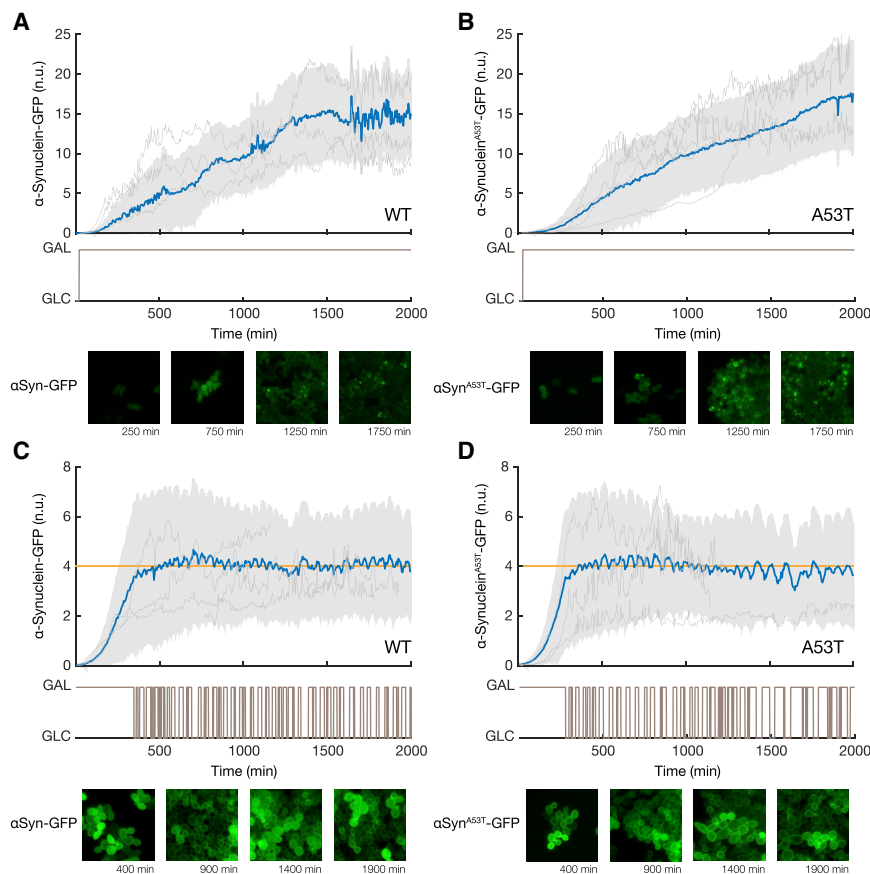 A
α-Synuclein-GFP (n.u.)
25
20
15
10
5
0
WT
GAL
GLC
500
1000
1500
2000
Time (min)
αSyn-GFP
250 min
750 min
1250 min
1750 min
B
α-Synuclein^A53T-GFP (n.u.)
25
20
15
10
5
0
A53T
GAL
GLC
500
1000
1500
2000
Time (min)
αSyn^A53T-GFP
250 min
750 min
1250 min
1750 min
C
α-Synuclein-GFP (n.u.)
8
6
4
2
0
WT
GAL
GLC
500
1000
1500
2000
Time (min)
αSyn-GFP
400 min
900 min
1400 min
1900 min
D
α-Synuclein^A53T-GFP (n.u.)
8
6
4
2
0
A53T
GAL
GLC
500
1000
1500
2000
Time (min)
αSyn^A53T-GFP
400 min
900 min
1400 min
1900 min